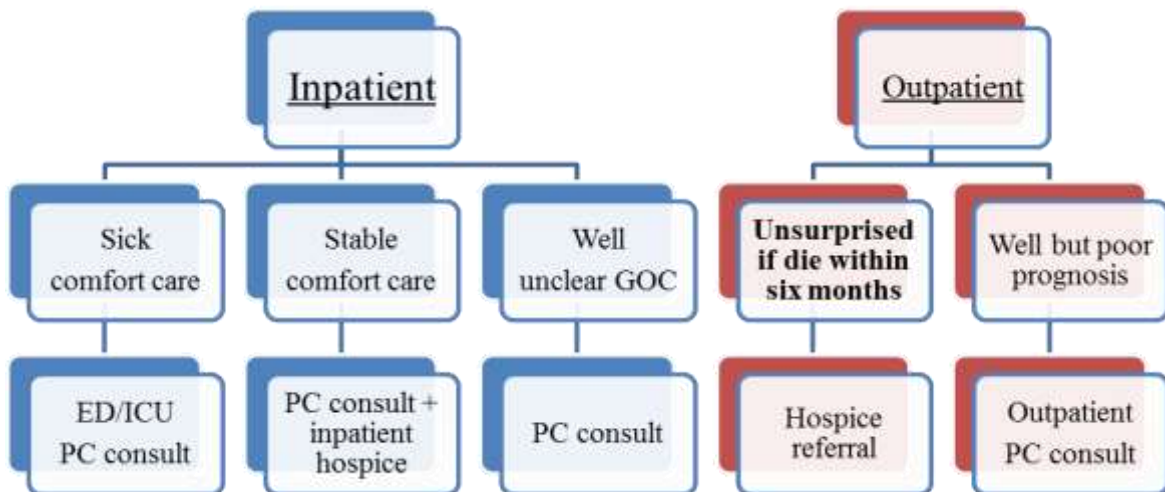 Inpatient
Outpatient
Sick
comfort care
Stable
comfort care
Well
unclear GOC
Unsurprised
if die within
six months
Well but poor
prognosis
ED/ICU
PC consult
PC consult +
inpatient
hospice
PC consult
Hospice
referral
Outpatient
PC consult